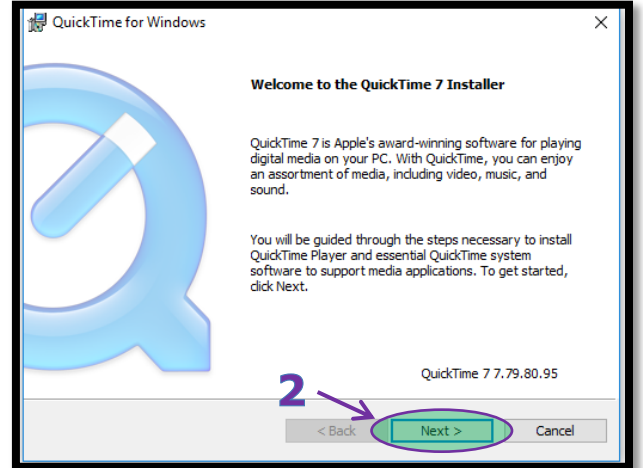 QuickTime for Windows
Welcome to the QuickTime 7 Installer
QuickTime 7 is Apple's award-winning software for playing
digital media on your PC. With QuickTime, you can enjoy
an assortment of media, including video, music, and
sound.
You will be guided through the steps necessary to install
QuickTime Player and essential QuickTime system
software to support media applications. To get started,
click Next.
QuickTime 7 7.79.80.95
2
< Back Next > Cancel